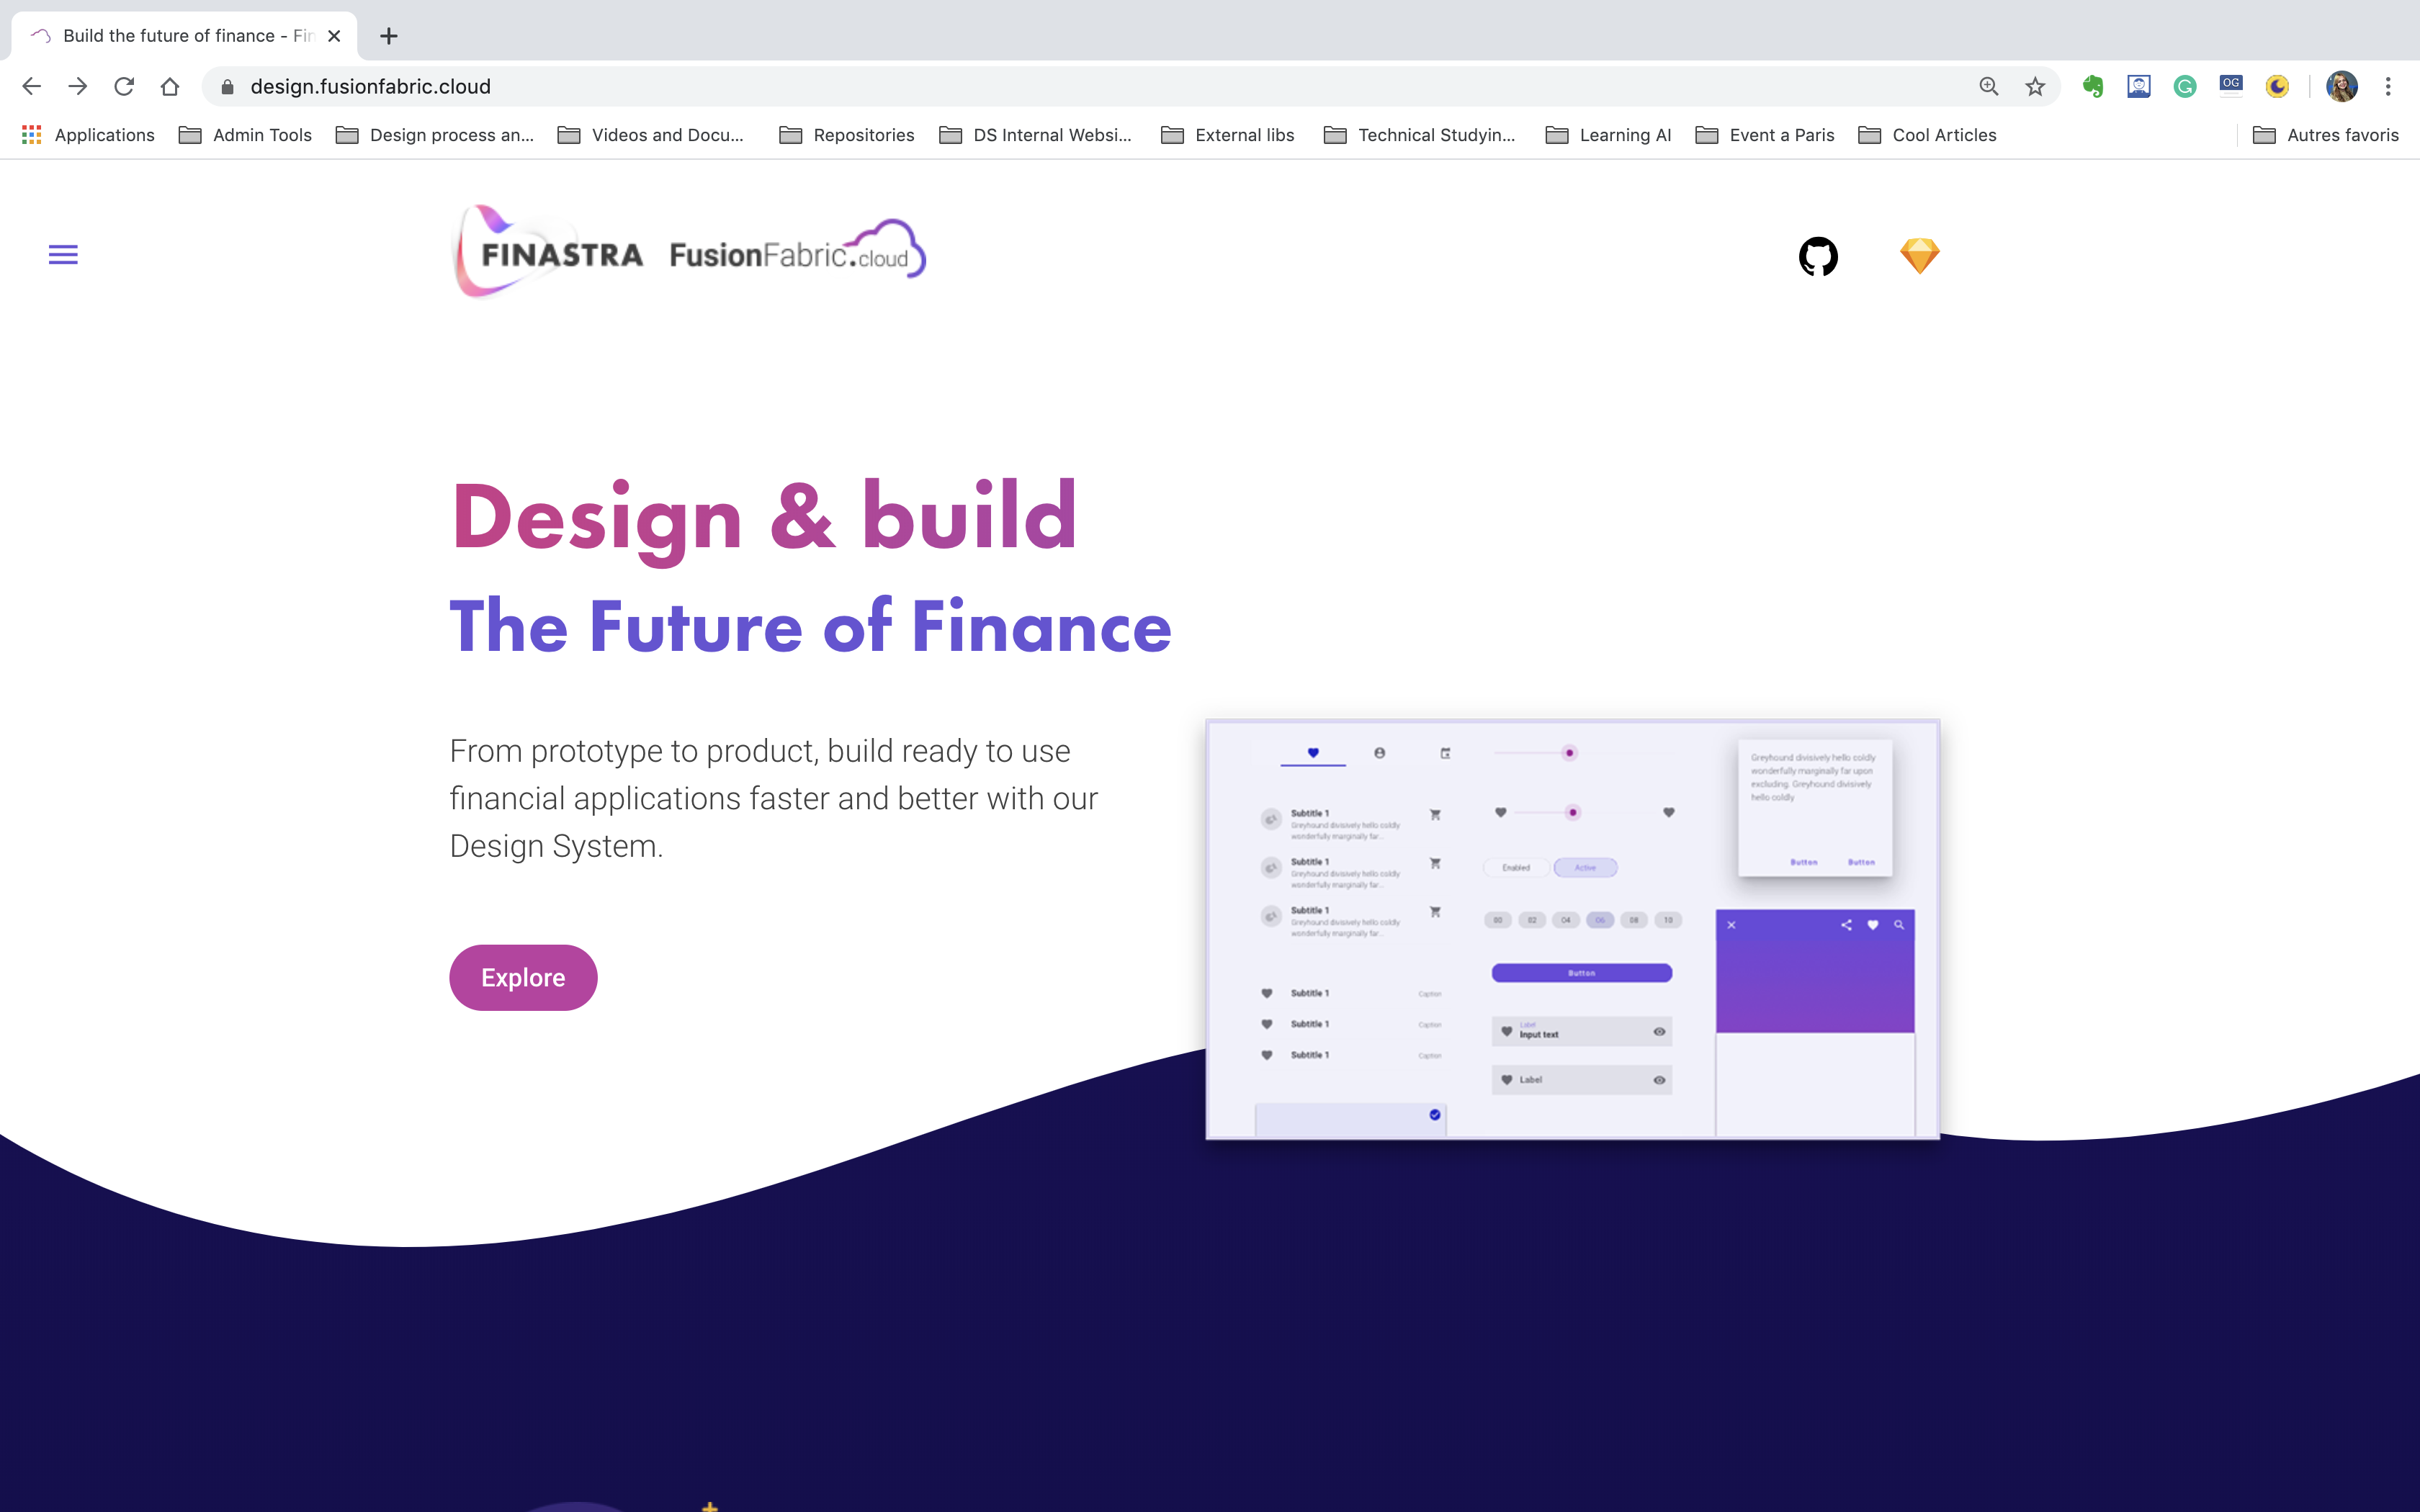 Build the future of finance - Fin
design.fusionfabric.cloud
OG
Applications
Admin Tools
Design process an...
Videos and Docu...
Repositories
DS Internal Websi...
External libs
Technical Studyin...
Learning AI
Event a Paris
Cool Articles
Autres favoris
FINASTRA
FusionFabric.cloud
Design & build
The Future of Finance
From prototype to product, build ready to use
financial applications faster and better with our
Design System.
Explore
Subtitle 1
Greyhound divisively hello coldly
wonderfully marginally far...
Subtitle 1
Greyhound divisively hello coldly
wonderfully marginally far...
Subtitle 1
Greyhound divisively hello coldly
wonderfully marginally far...
Subtitle 1
Caption
Subtitle 1
Caption
Subtitle 1
Caption
Enabled
Active
00
02
04
06
08
10
Button
Label
Input text
Label
Greyhound divisively hello coldly
wonderfully marginally far upon
excluding. Greyhound divisively
hello coldly
Button
Button